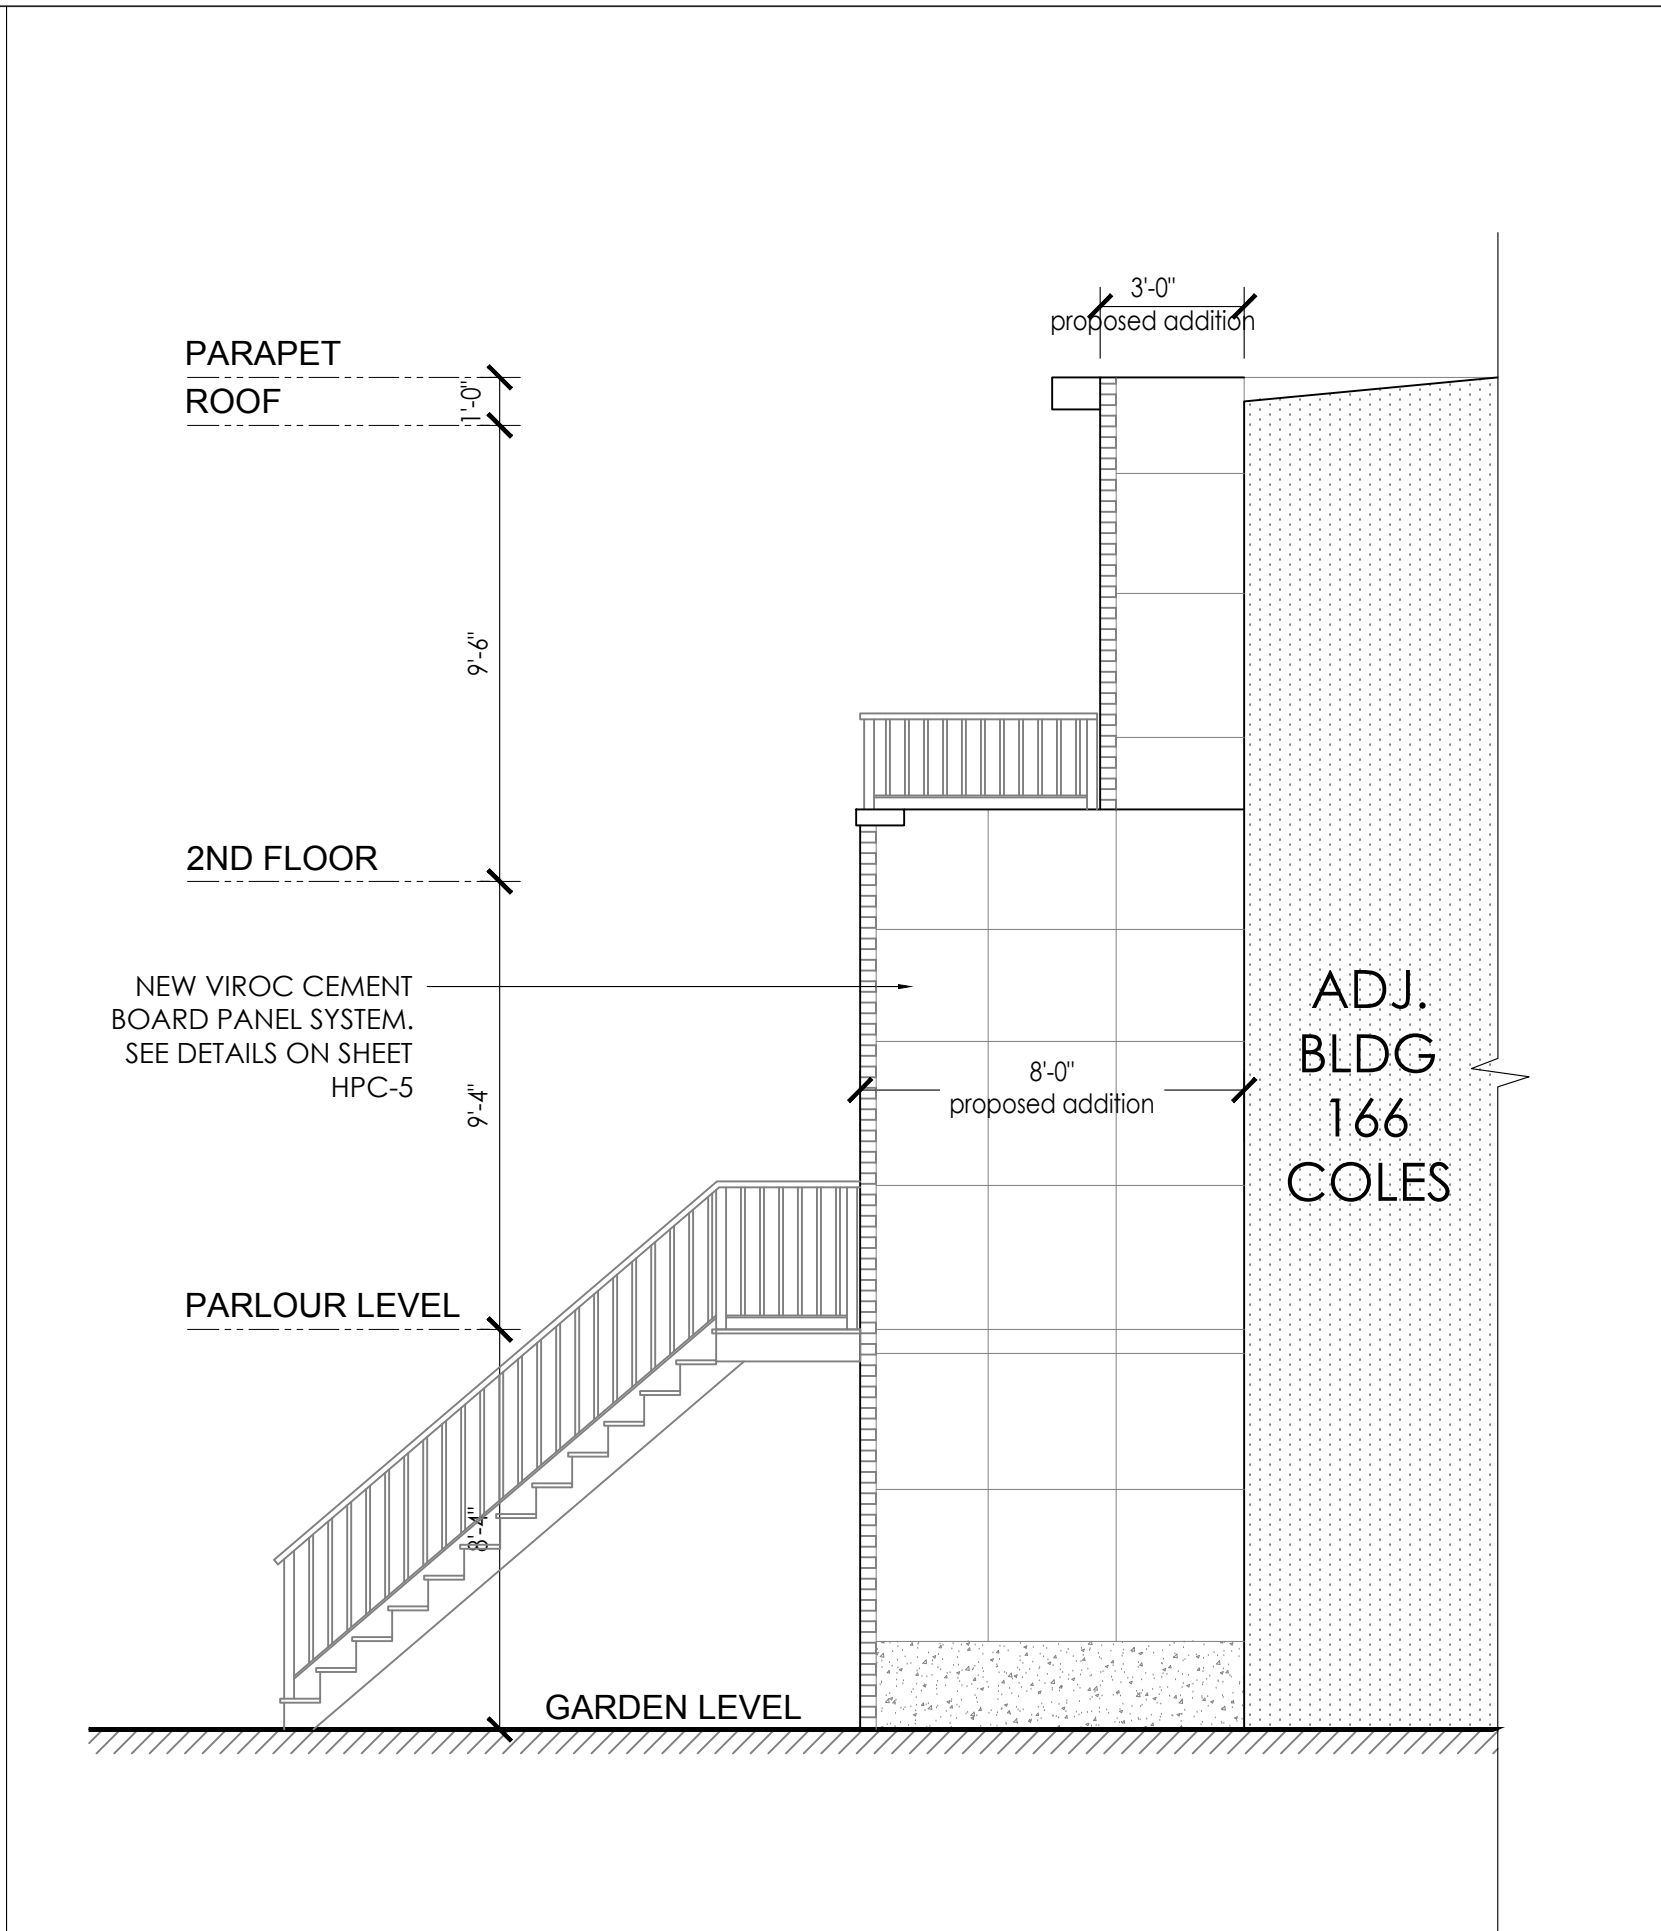 3'-0"
proposed addition
PARAPET
ROOF
1'-0"
9'-6"
2ND FLOOR
NEW VIROC CEMENT
BOARD PANEL SYSTEM.
SEE DETAILS ON SHEET
HPC-5
9'-4"
8'-0"
proposed addition
ADJ.
BLDG
166
COLES
PARLOUR LEVEL
8'-4"
GARDEN LEVEL